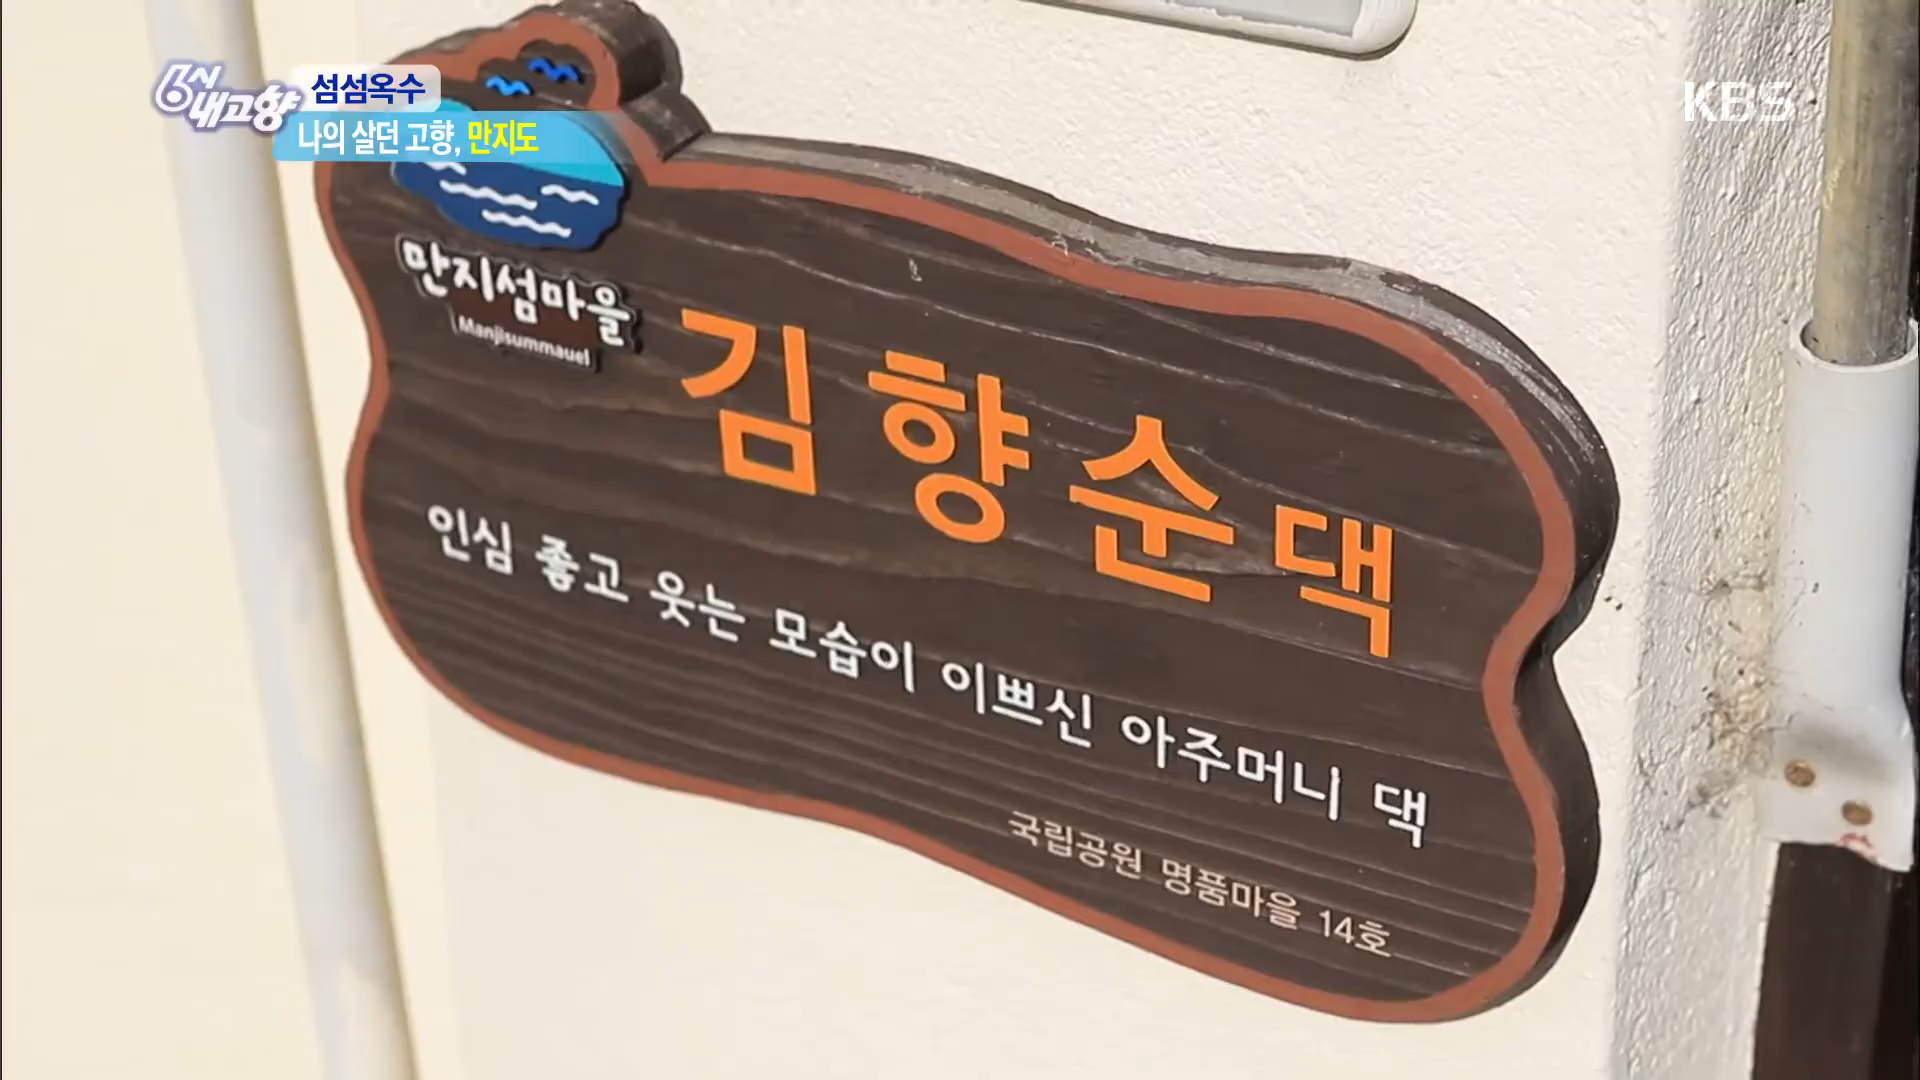 6시 내고향
섬섬옥수
나의 살던 고향, 만지도
KBS
만지섬마을
Manjisummauel
김향순댁
인심 좋고 웃는 모습이 이쁘신 아주머니 댁
국립공원 명품마을 14호